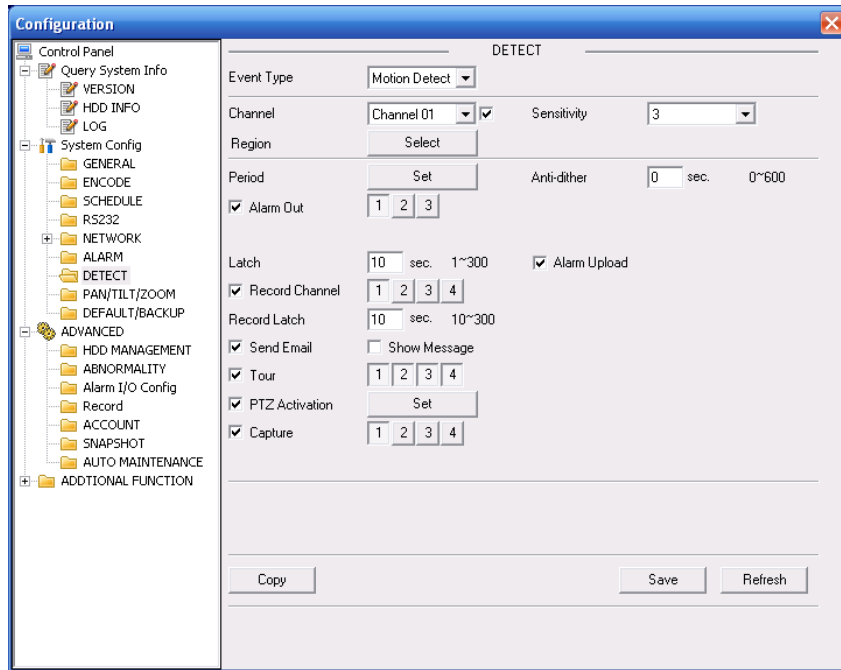 Configuration
Control Panel
Query System Info
VERSION
HDD INFO
LOG
System Config
GENERAL
ENCODE
SCHEDULE
RS232
NETWORK
ALARM
DETECT
PAN/TILT/ZOOM
DEFAULT/BACKUP
ADVANCED
HDD MANAGEMENT
ABNORMALITY
Alarm I/O Config
Record
ACCOUNT
SNAPSHOT
AUTO MAINTENANCE
ADDTIONAL FUNCTION
DETECT
Event Type Motion Detect
Channel Channel 01 Sensitivity 3
Region Select
Period Set Anti-dither 0 sec. 0~600
Alarm Out 1 2 3
Latch 10 sec. 1~300 Alarm Upload
Record Channel 1 2 3 4
Record Latch 10 sec. 10~300
Send Email Show Message
Tour 1 2 3 4
PTZ Activation Set
Capture 1 2 3 4
Copy Save Refresh